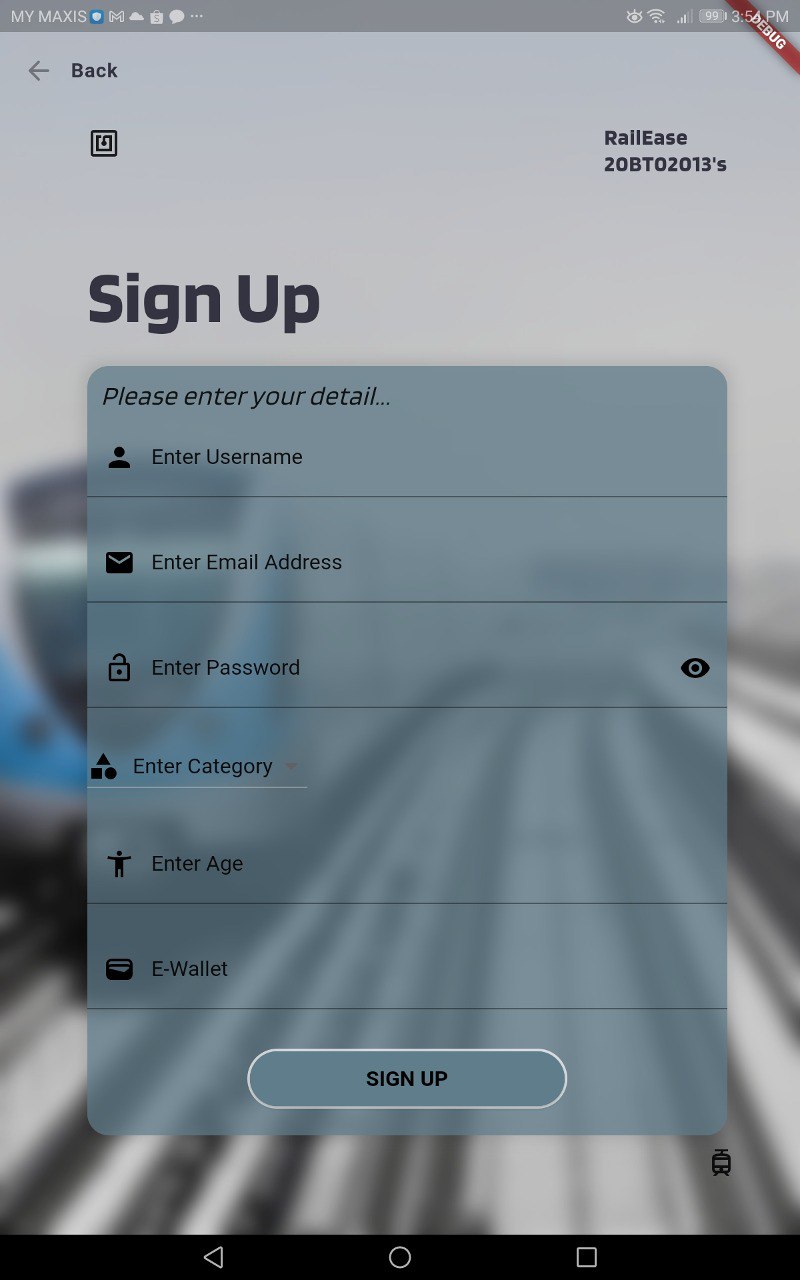 MY MAXIS ... 99 3:54 PM
DEBUG
Back
RailEase
20BT02013's
Sign Up
Please enter your detail...
Enter Username
Enter Email Address
Enter Password
Enter Category
Enter Age
E-Wallet
SIGN UP